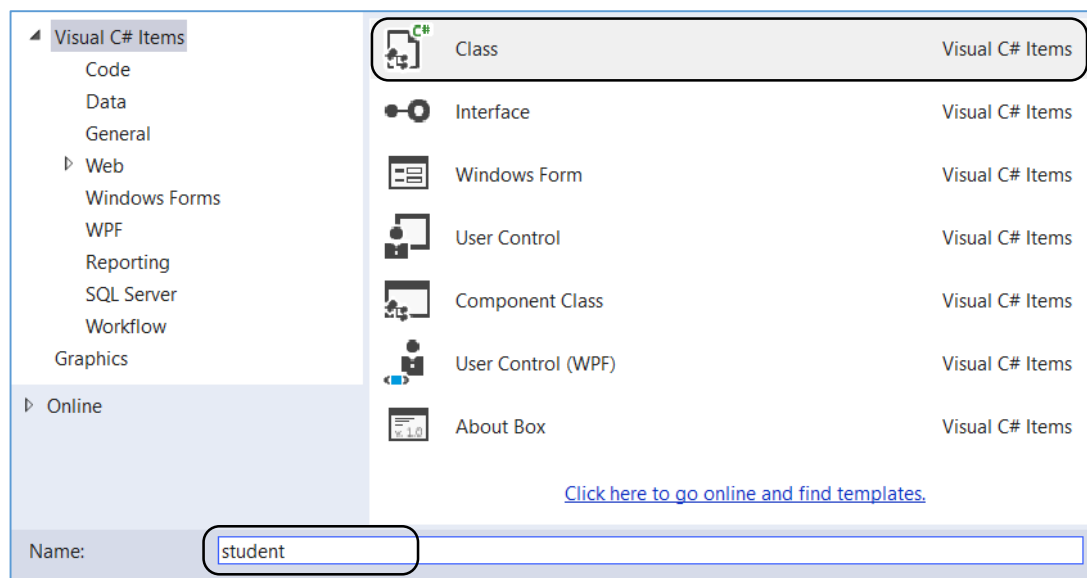 Visual C# Items
Code
Data
General
Web
Windows Forms
WPF
Reporting
SQL Server
Workflow
Graphics
Online
C#
Class Visual C# Items
Interface Visual C# Items
Windows Form Visual C# Items
User Control Visual C# Items
Component Class Visual C# Items
User Control (WPF) Visual C# Items
v. 1.0
About Box Visual C# Items
Click here to go online and find templates.
Name: student